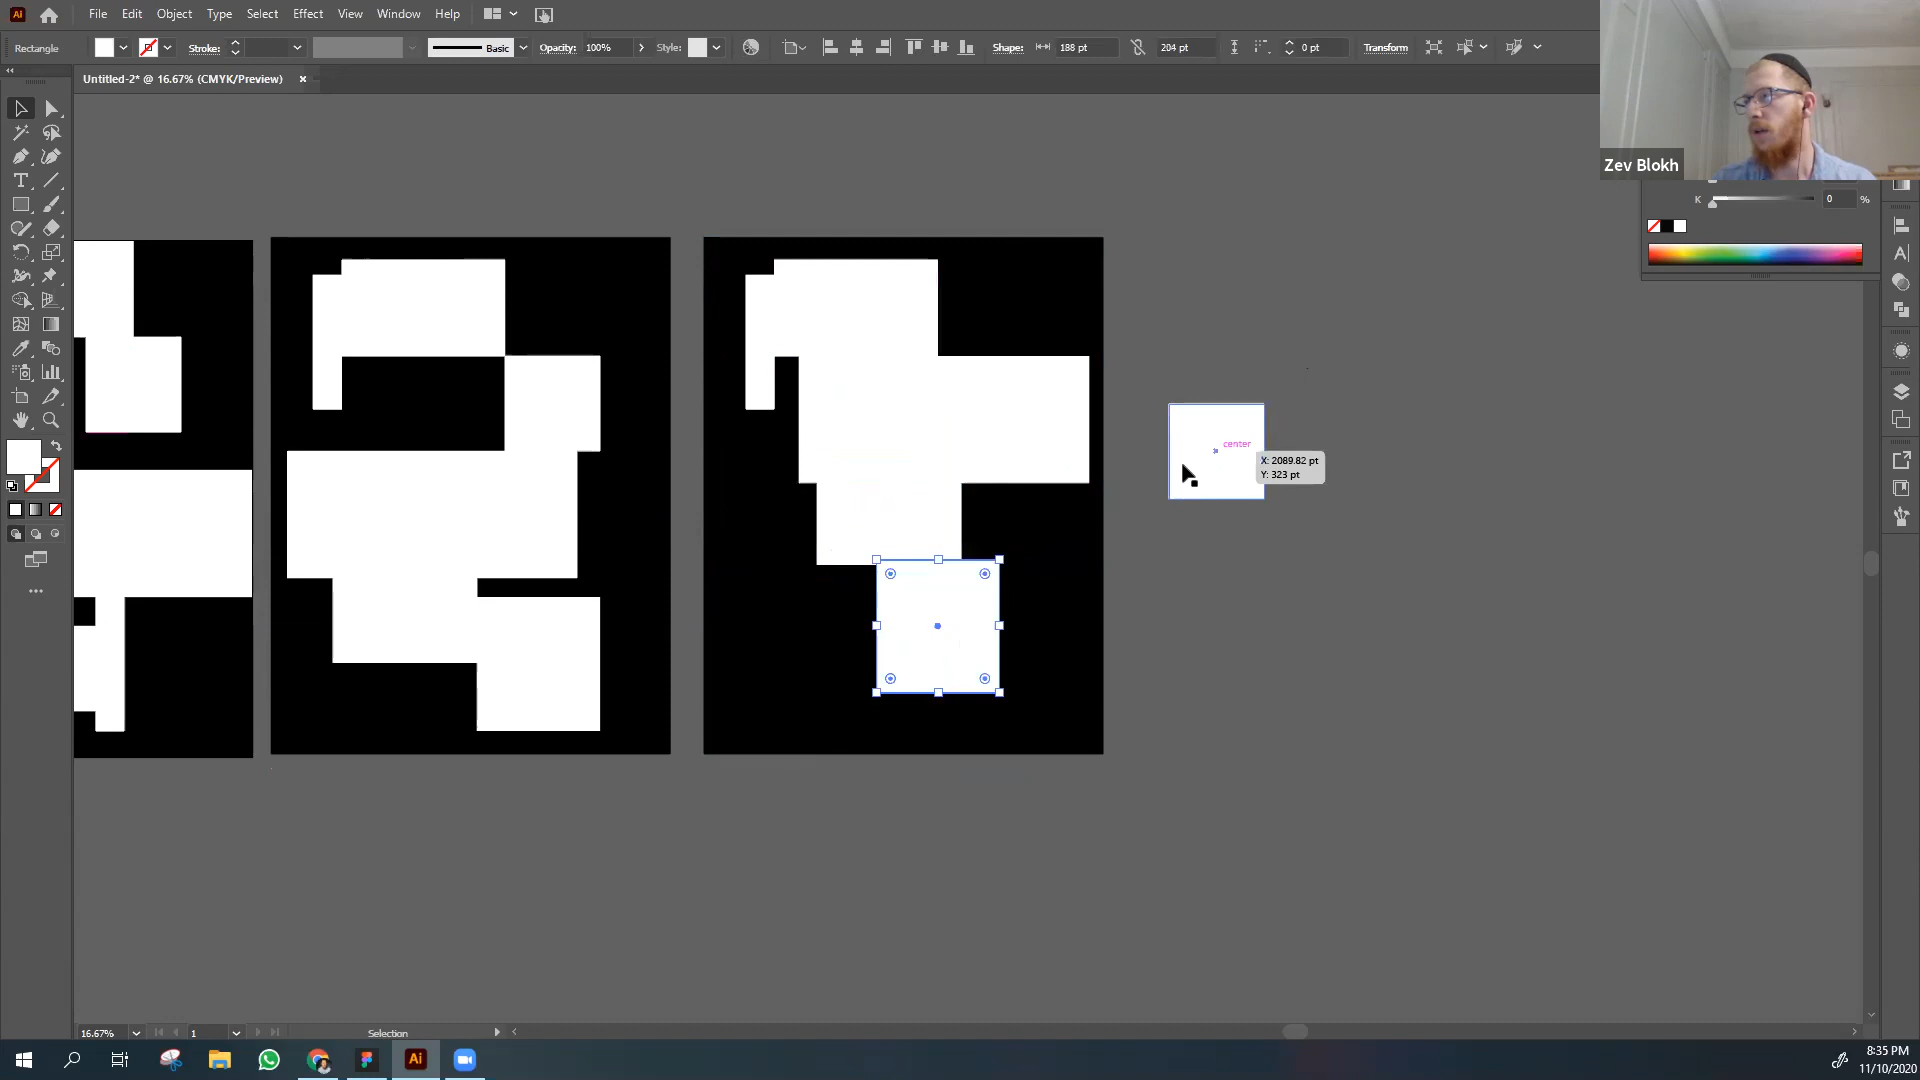 Ai File Edit Object Type Select Effect View Window Help
Rectangle Stroke: Basic Opacity: 100% Style: Shape: 188 pt 204 pt 0 pt Transform
Untitled-2* @ 16.67% (CMYK/Preview) ×
Zev Blokh
K 0 %
center
X: 2089.82 pt
Y: 323 pt
16.67% 1 Selection
Ai
8:35 PM
11/10/2020